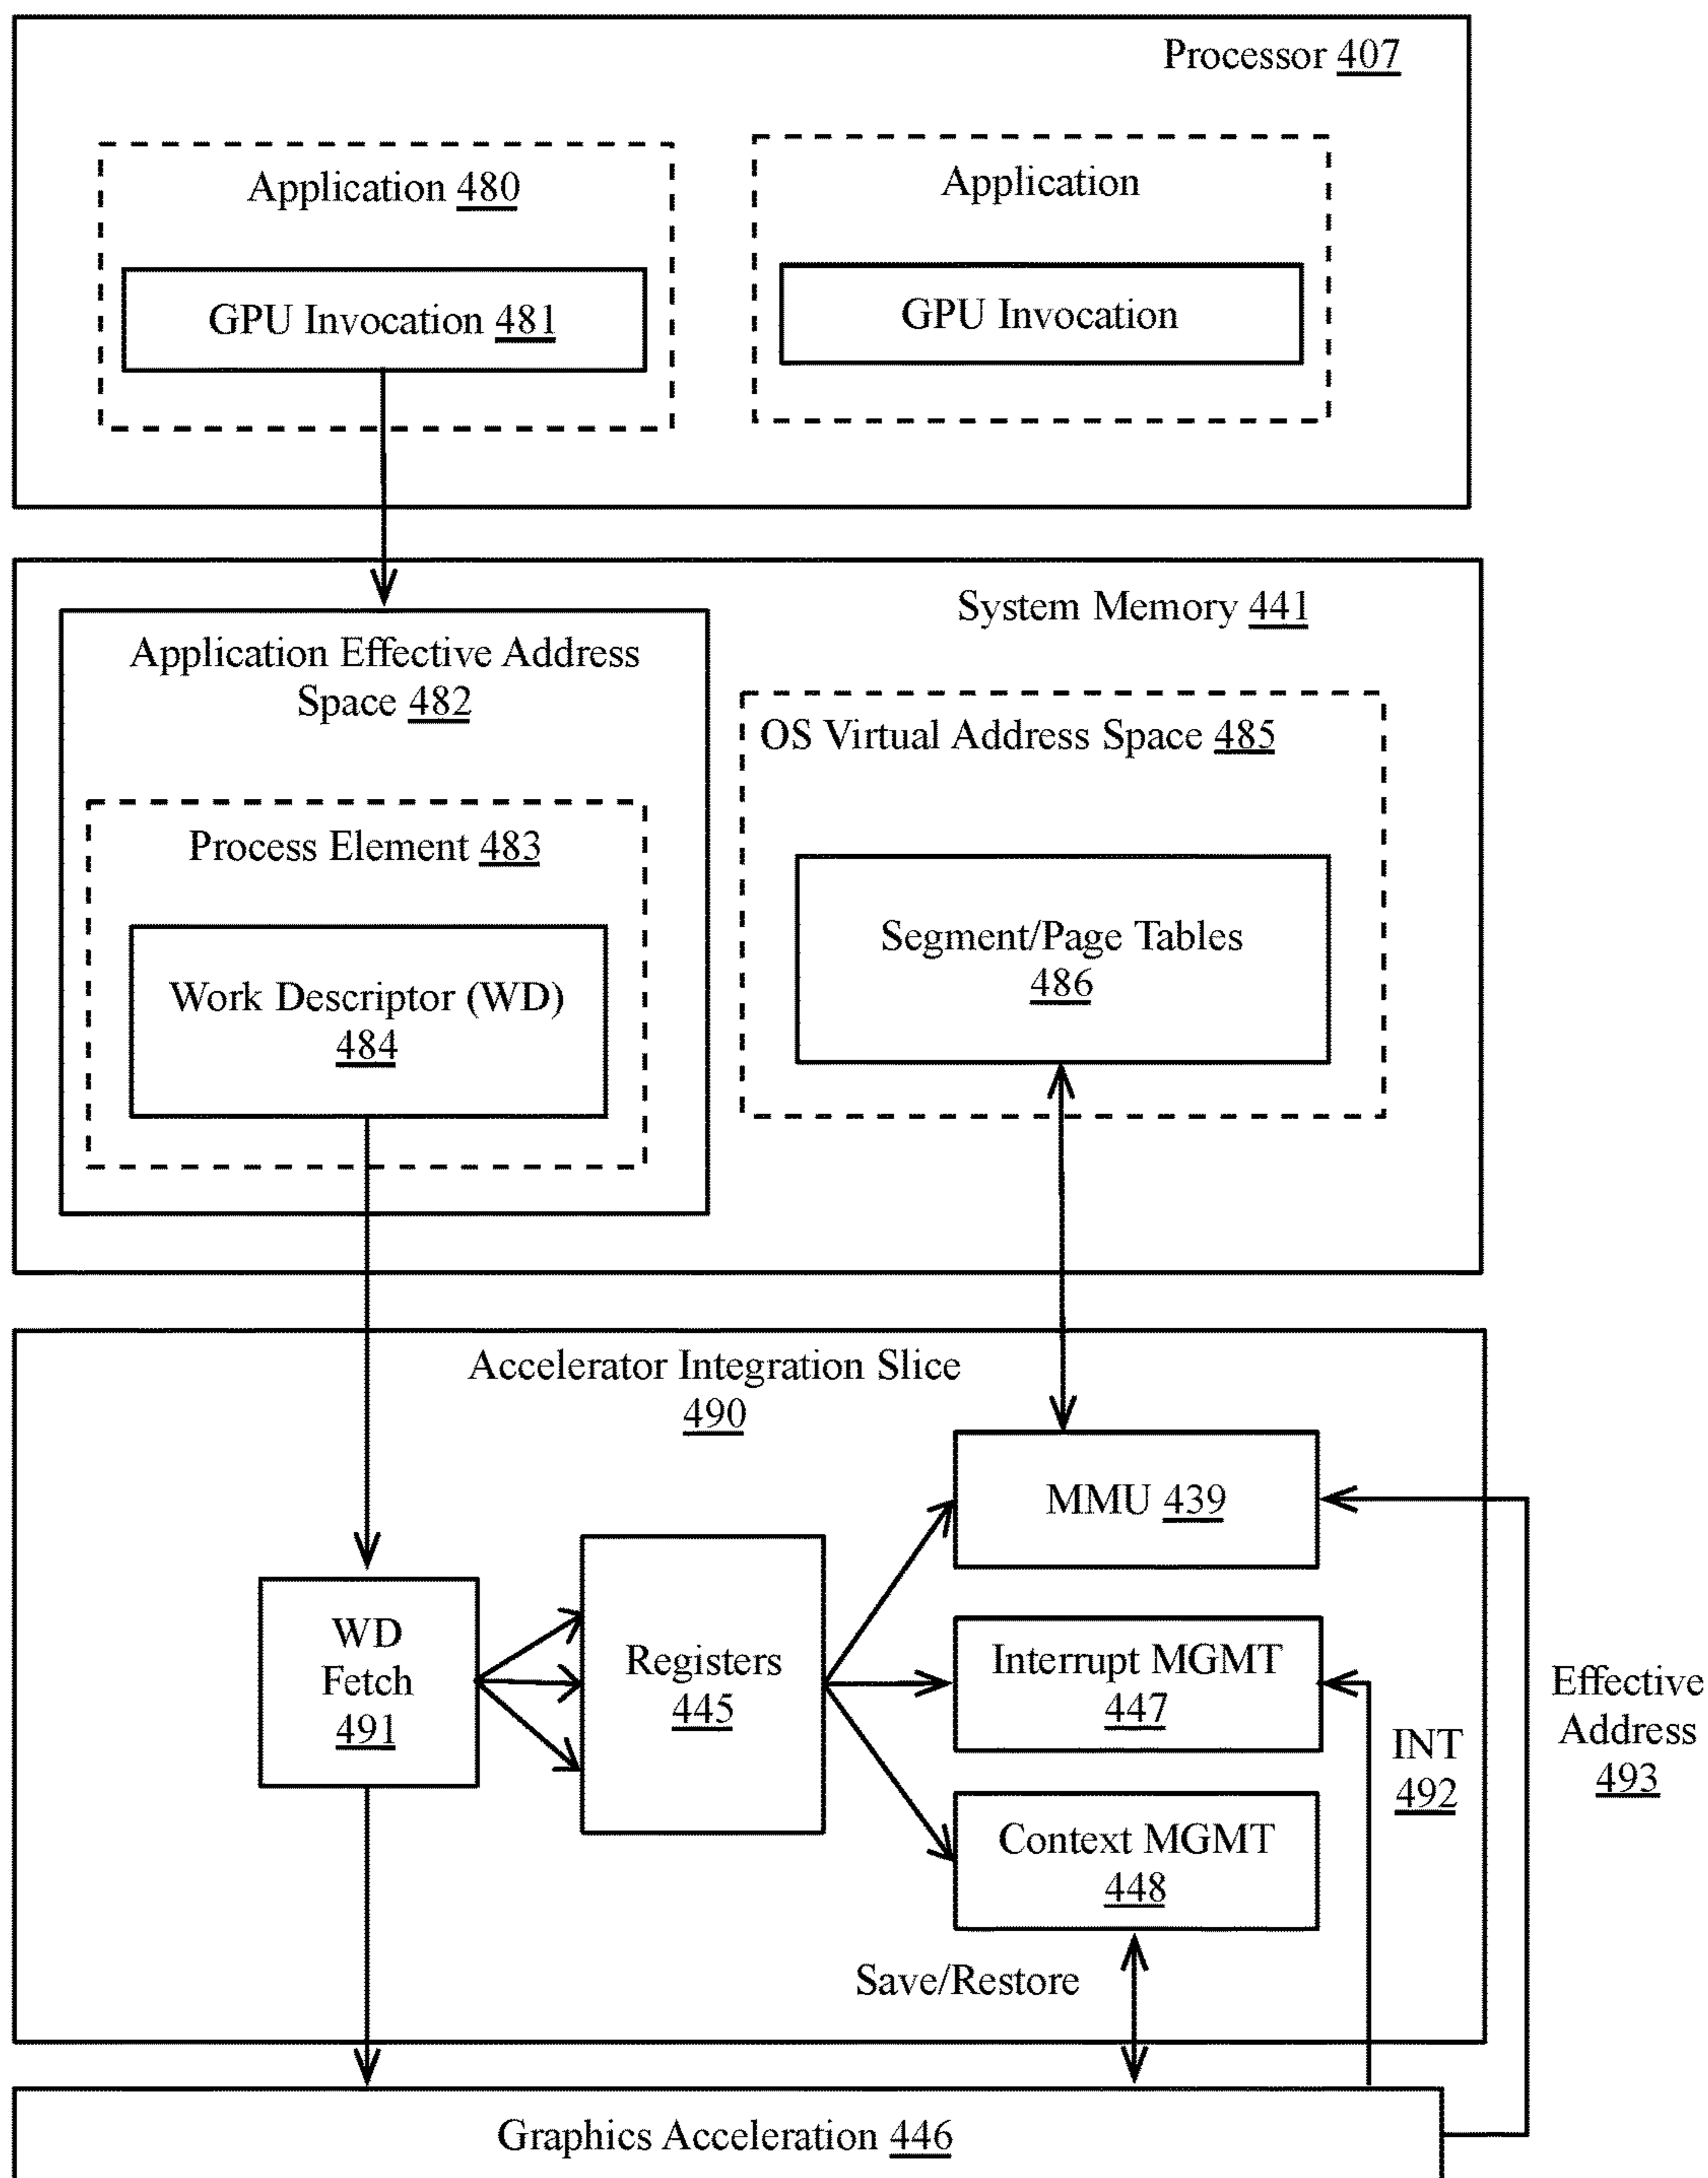 Processor 407
Application 480
Application
GPU Invocation 481
GPU Invocation
System Memory 441
Application Effective Address
Space 482
OS Virtual Address Space 485
Process Element 483
Segment/Page Tables
486
Work Descriptor (WD)
484
Accelerator Integration Slice
490
MMU 439
WD
Fetch
491
Registers
445
Interrupt MGMT
447
Effective
Address
493
INT
492
Context MGMT
448
Save/Restore
Graphics Acceleration 446